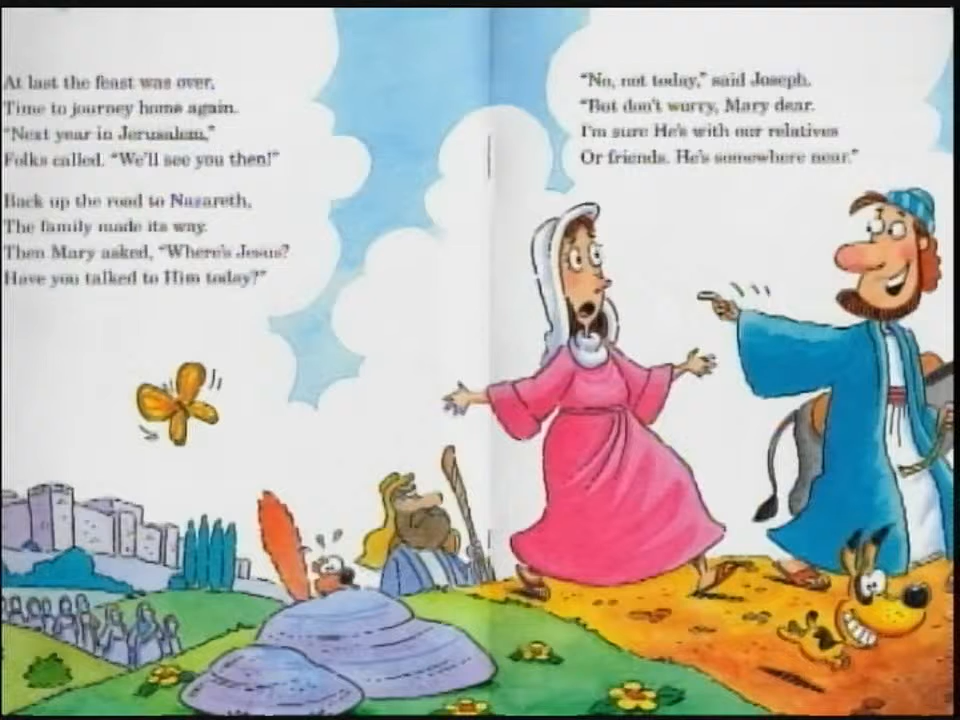 At last the feast was over,
Time to journey home again.
"Next year in Jerusalem,"
Folks called. "We'll see you then!"
Back up the road to Nazareth,
The family made its way.
Then Mary asked, "Where's Jesus?
Have you talked to Him today?"
"No, not today," said Joseph.
"But don't worry, Mary dear.
I'm sure He's with our relatives
Or friends. He's somewhere near."